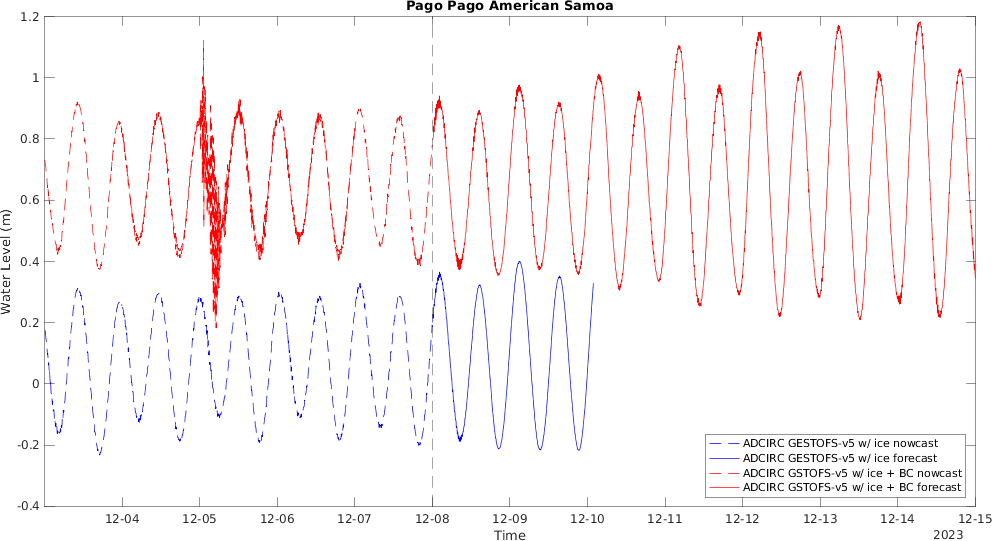 Pago Pago American Samoa
1.2
1
0.8
0.6
0.4
0.2
0
-0.2
-0.4
Water Level (m)
ADCIRC GESTOFS-v5 w/ ice nowcast
ADCIRC GESTOFS-v5 w/ ice forecast
ADCIRC GSTOFS-v5 w/ ice + BC nowcast
ADCIRC GSTOFS-v5 w/ ice + BC forecast
12-04 12-05 12-06 12-07 12-08 12-09 12-10 12-11 12-12 12-13 12-14 12-15
Time
2023